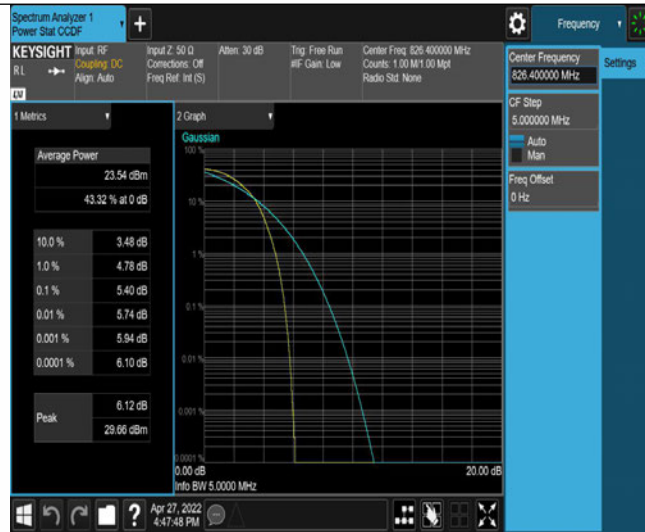 Spectrum Analyzer 1
Power Stat CCDF
Frequency
KEYSIGHT
RL
Input: RF
Coupling: DC
Align: Auto
Input Z: 50 Ω
Corrections: Off
Freq Ref: Int (S)
Atten: 30 dB
Trig: Free Run
#IF Gain: Low
Center Freq: 826.400000 MHz
Counts: 1.00 M/1.00 Mpt
Radio Std: None
1 Metrics
Average Power
23.54 dBm
43.32 % at 0 dB
10.0 % 3.48 dB
1.0 % 4.78 dB
0.1 % 5.40 dB
0.01 % 5.74 dB
0.001 % 5.94 dB
0.0001 % 6.10 dB
Peak
6.12 dB
29.66 dBm
2 Graph
Gaussian
100 %
10 %
1 %
0.1 %
0.01 %
0.001 %
0.0001 %
0.00 dB
20.00 dB
Info BW 5.0000 MHz
Center Frequency
826.400000 MHz
Settings
CF Step
5.000000 MHz
Auto
Man
Freq Offset
0 Hz
Apr 27, 2022
4:47:48 PM